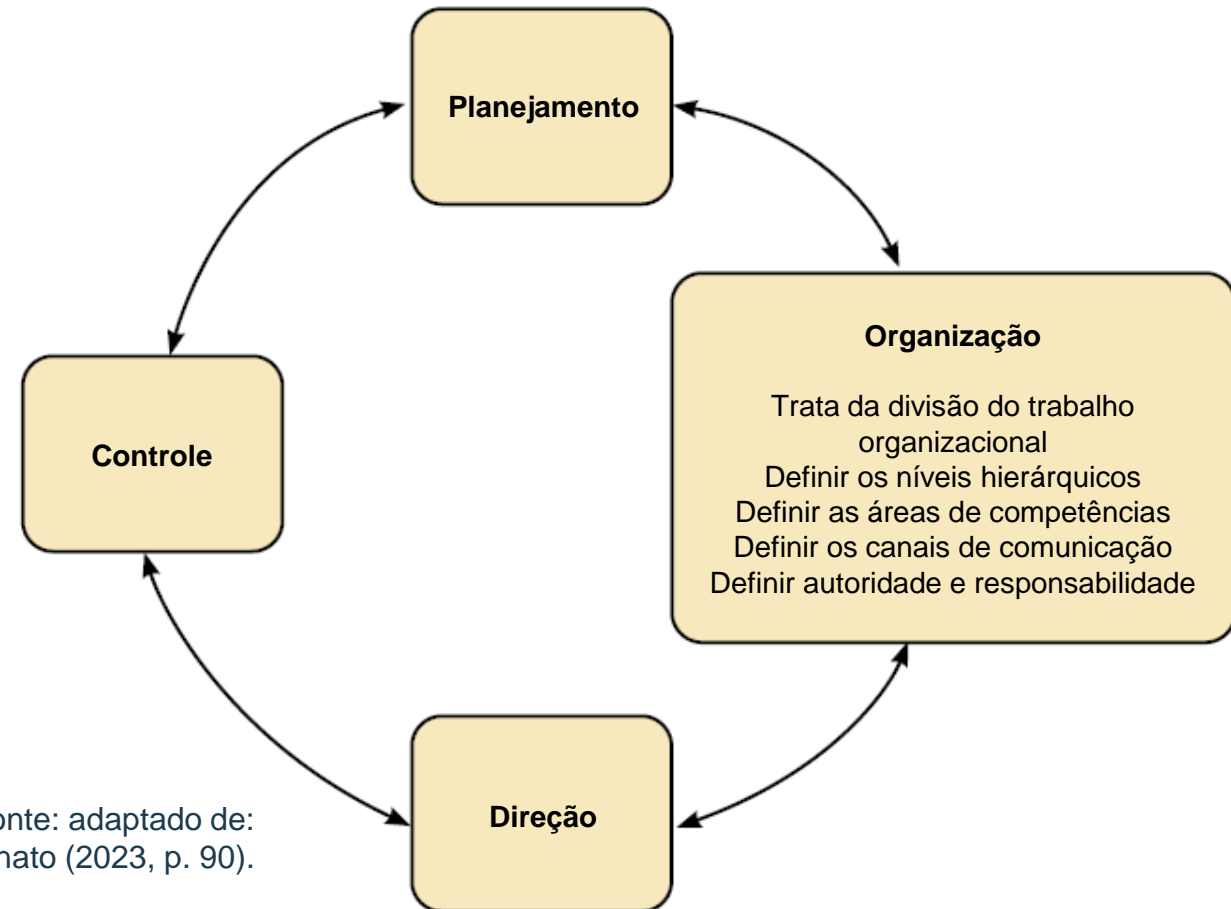 Planejamento
Organização
Trata da divisão do trabalho
organizacional
Definir os níveis hierárquicos
Definir as áreas de competências
Definir os canais de comunicação
Definir autoridade e responsabilidade
Controle
Direção
adaptado de:
(2023, p. 90).